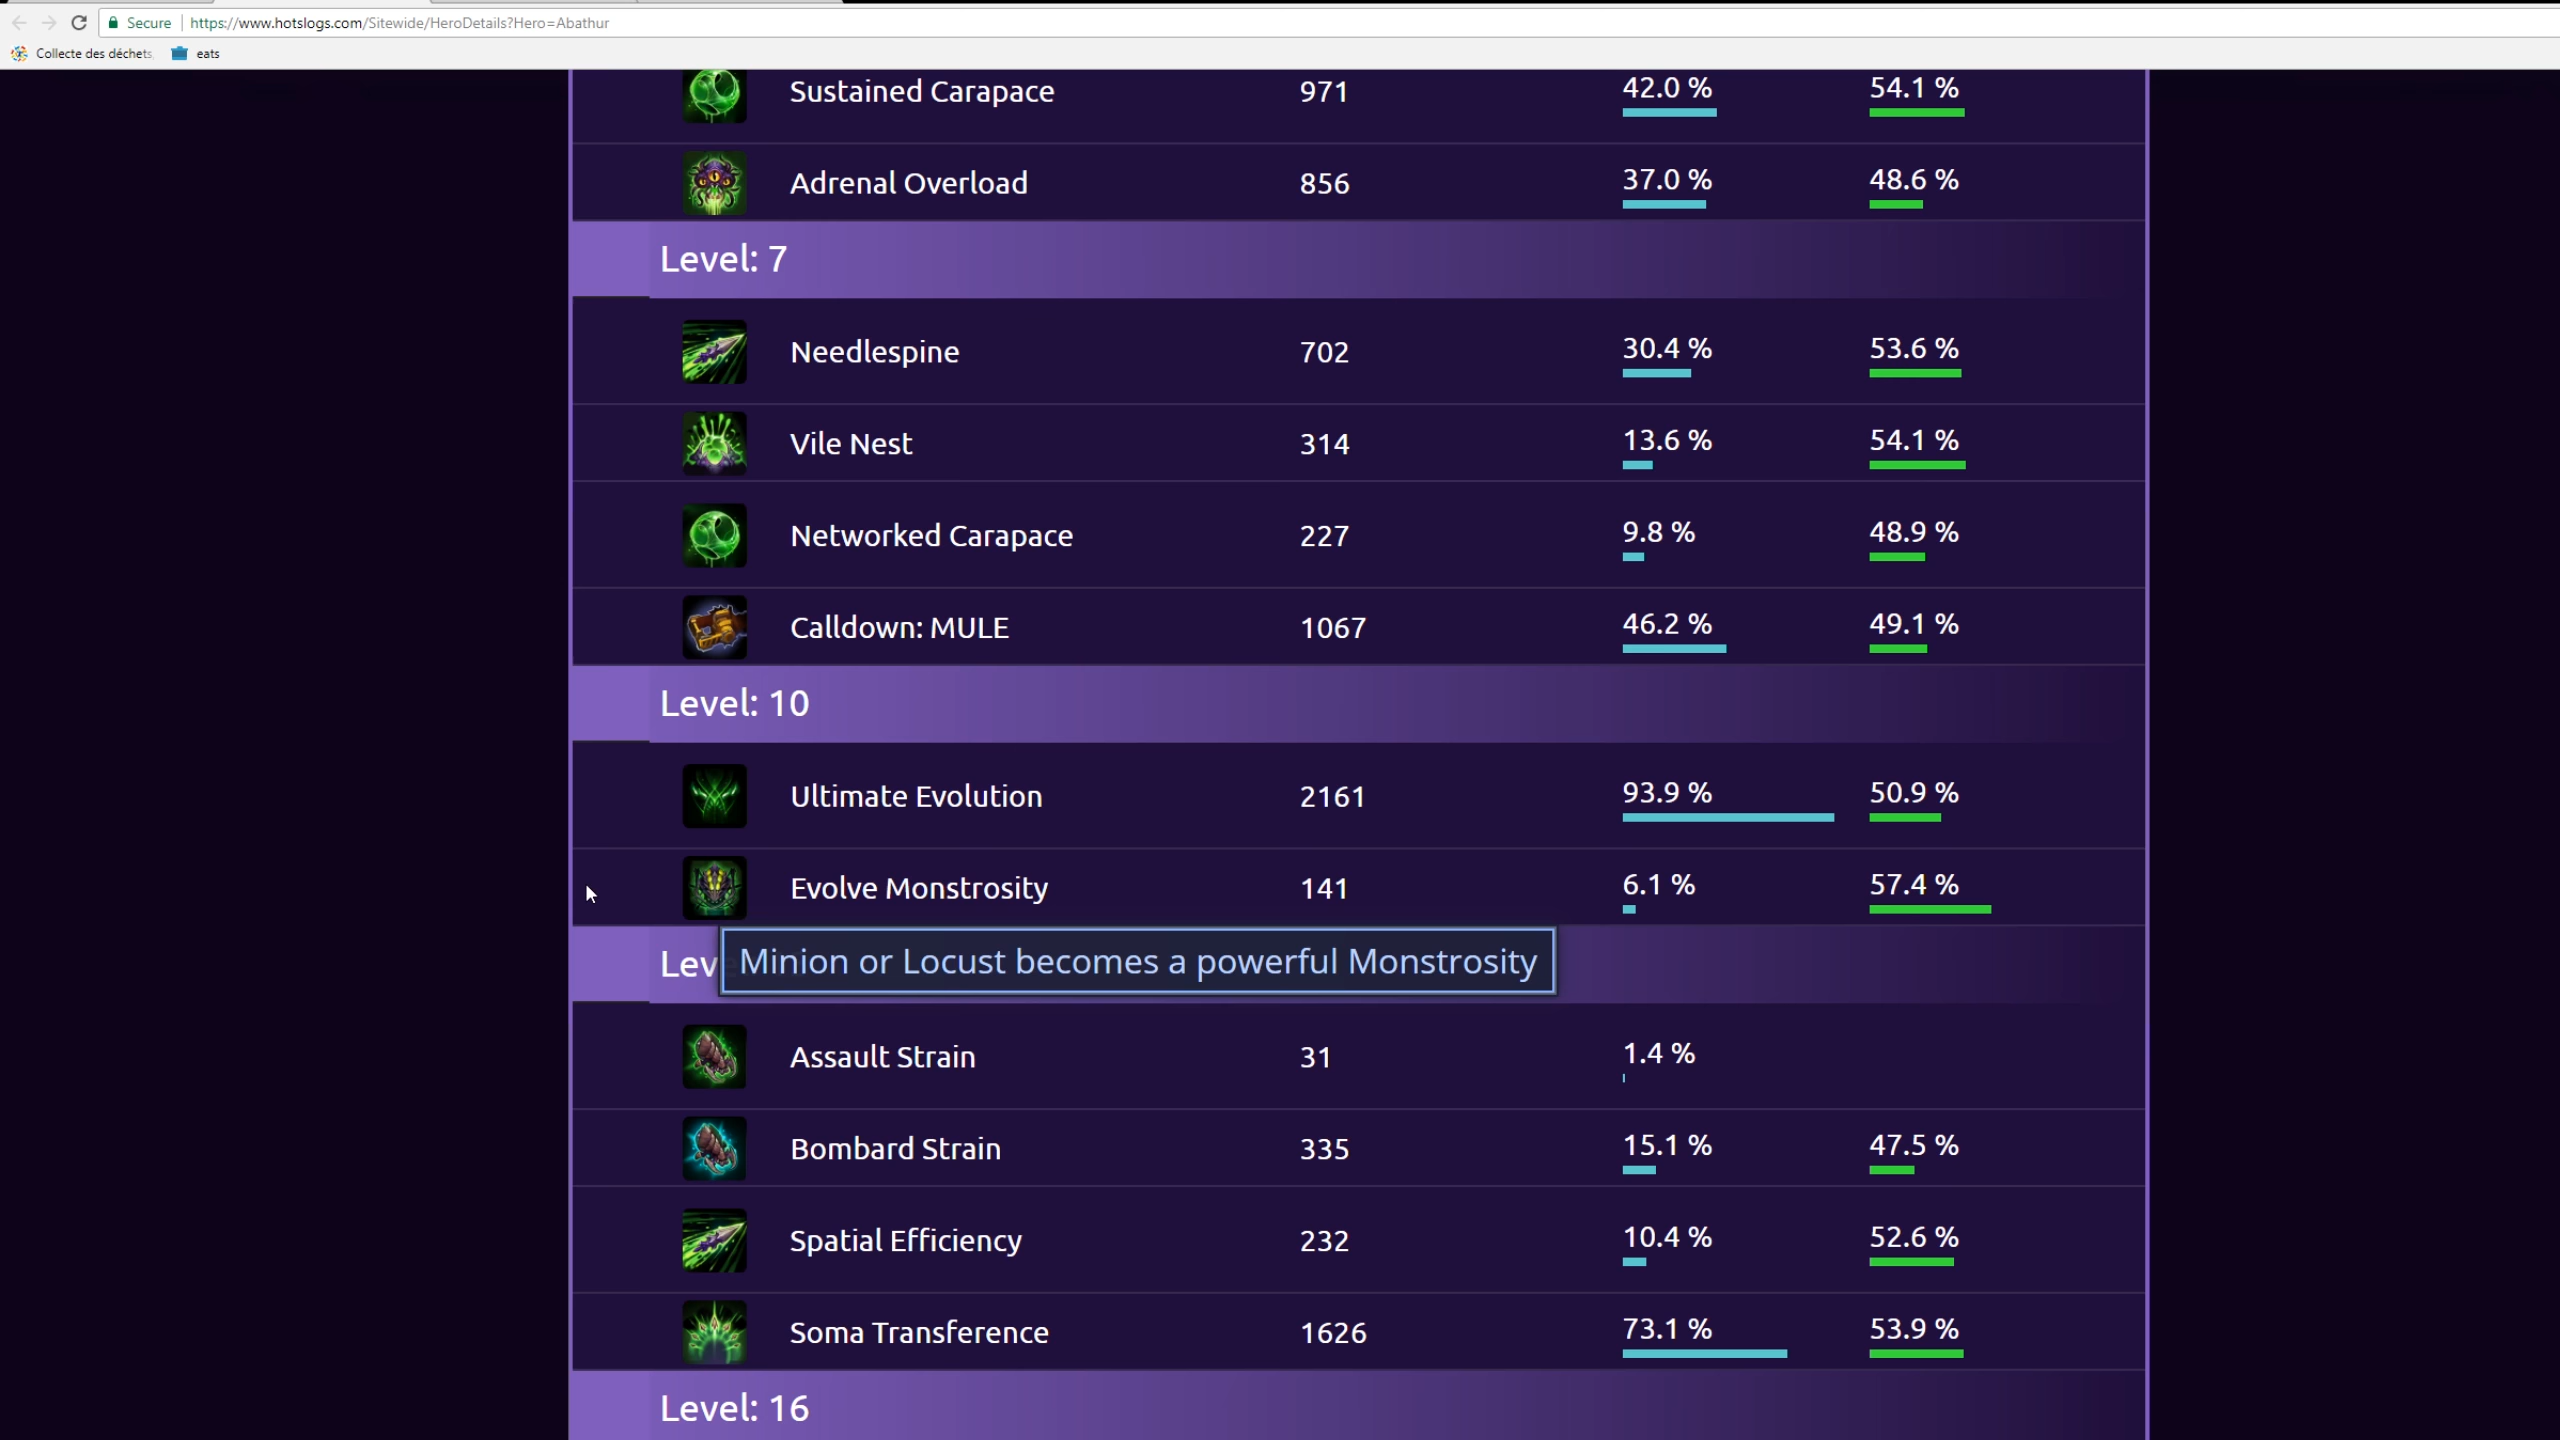 Secure https://www.hotslogs.com/Sitewide/HeroDetails?Hero=Abathur
Collecte des déchets eats
Sustained Carapace 971 42.0 % 54.1 %
Adrenal Overload 856 37.0 % 48.6 %
Level: 7
Needlespine 702 30.4 % 53.6 %
Vile Nest 314 13.6 % 54.1 %
Networked Carapace 227 9.8 % 48.9 %
Calldown: MULE 1067 46.2 % 49.1 %
Level: 10
Ultimate Evolution 2161 93.9 % 50.9 %
Evolve Monstrosity 141 6.1 % 57.4 %
Lev Minion or Locust becomes a powerful Monstrosity
Assault Strain 31 1.4 %
Bombard Strain 335 15.1 % 47.5 %
Spatial Efficiency 232 10.4 % 52.6 %
Soma Transference 1626 73.1 % 53.9 %
Level: 16